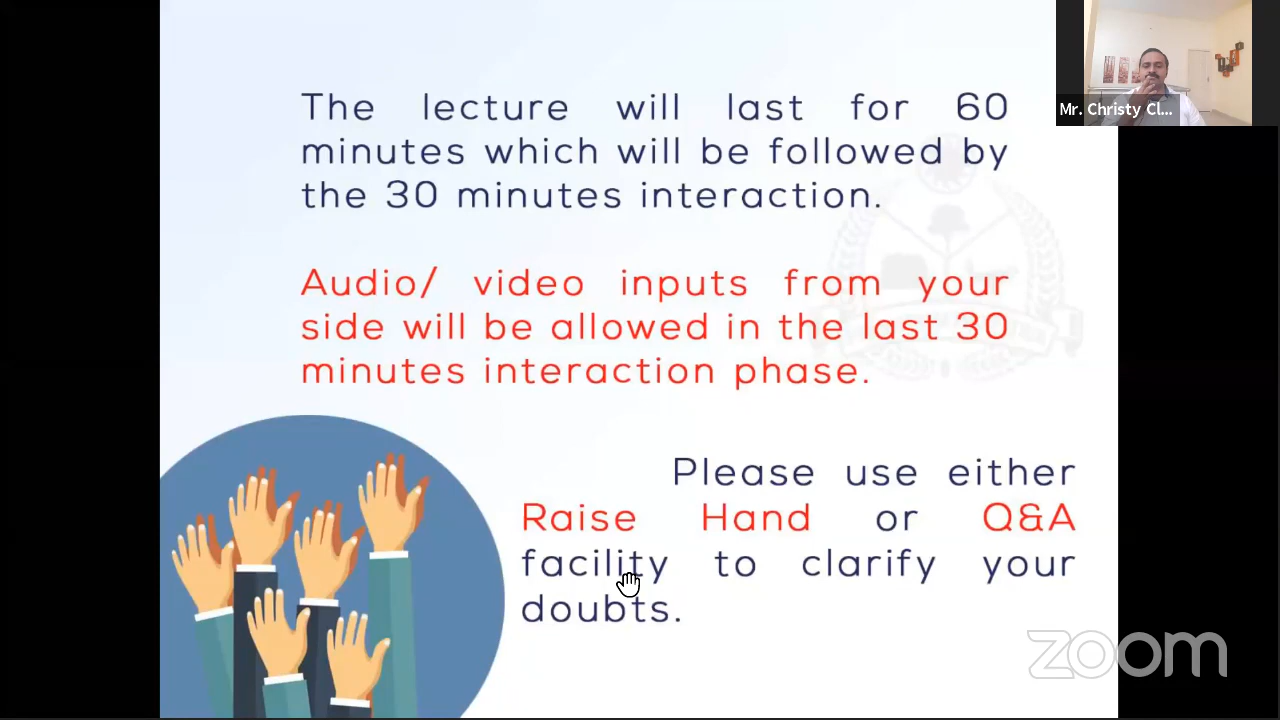 The lecture will last for 60
minutes which will be followed by
the 30 minutes interaction.
Audio/ video inputs from your
side will be allowed in the last 30
minutes interaction phase.
Please use either
Raise Hand or Q&A
facility to clarify your
doubts.
Mr. Christy Cl...
zoom